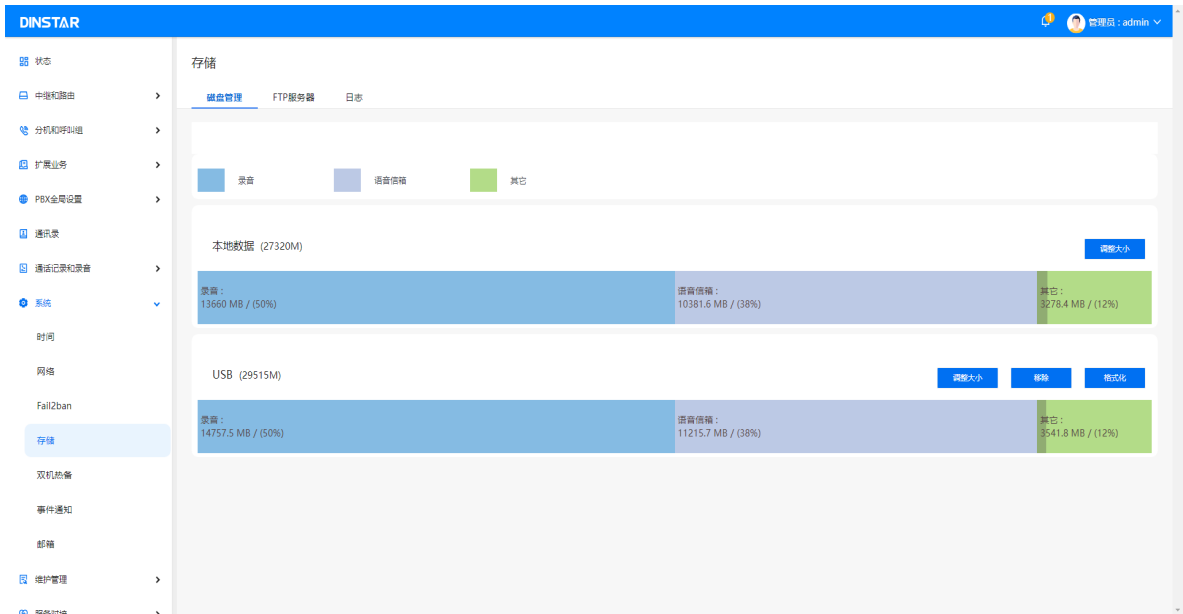 DINSTAR
1
管理员 : admin
状态
中继和路由
分机和呼叫组
扩展业务
PBX全局设置
通讯录
通话记录和录音
系统
时间
网络
Fail2ban
存储
双机热备
事件通知
邮箱
维护管理
存储
磁盘管理 FTP服务器 日志
录音 语音信箱 其它
本地数据 (27320M) 调整大小
录音 : 语音信箱 : 其它 :
13660 MB / (50%) 10381.6 MB / (38%) 3278.4 MB / (12%)
USB (29515M) 调整大小 移除 格式化
录音 : 语音信箱 : 其它 :
14757.5 MB / (50%) 11215.7 MB / (38%) 3541.8 MB / (12%)